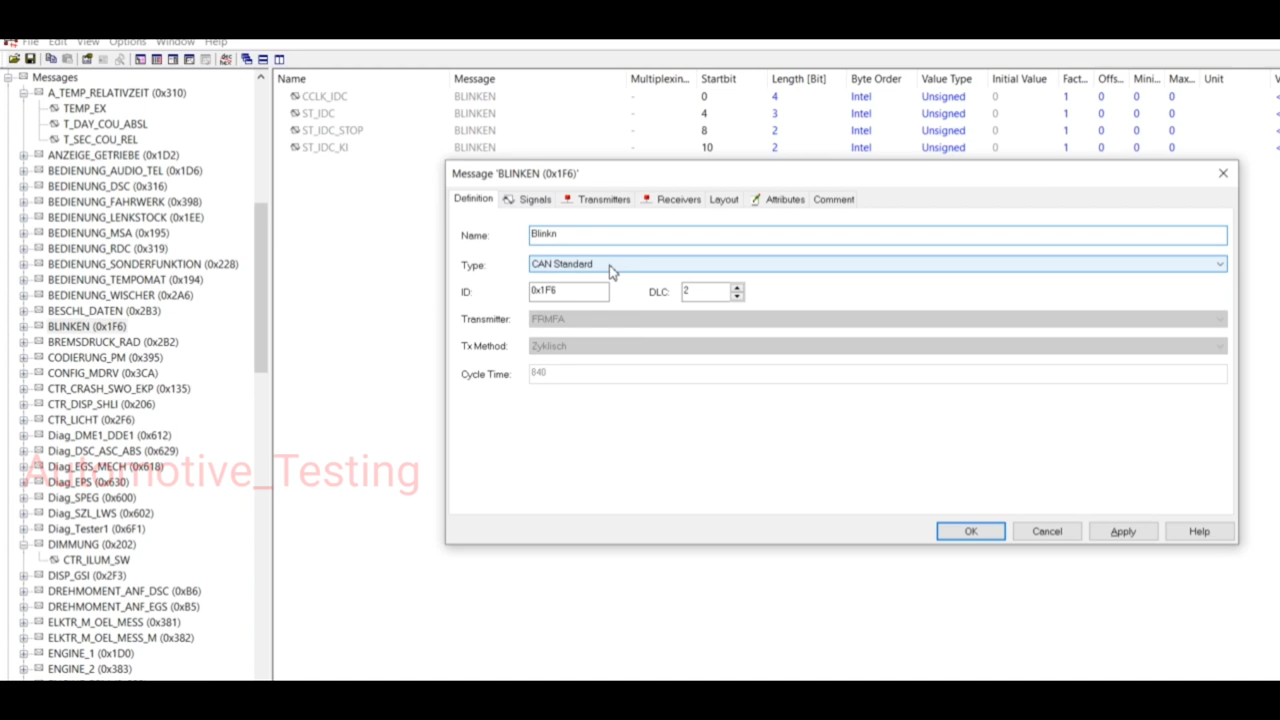 File Edit View Options Window Help
Messages
A_TEMP_RELATIVZEIT (0x310)
TEMP_EX
T_DAY_COU_ABSL
T_SEC_COU_REL
ANZEIGE_GETRIEBE (0x1D2)
BEDIENUNG_AUDIO_TEL (0x1D6)
BEDIENUNG_DSC (0x316)
BEDIENUNG_FAHRWERK (0x398)
BEDIENUNG_LENKSTOCK (0x1EE)
BEDIENUNG_MSA (0x195)
BEDIENUNG_RDC (0x319)
BEDIENUNG_SONDERFUNKTION (0x228)
BEDIENUNG_TEMPOMAT (0x194)
BEDIENUNG_WISCHER (0x2A6)
BESCHL_DATEN (0x2B3)
BLINKEN (0x1F6)
BREMSDRUCK_RAD (0x2B2)
CODIERUNG_PM (0x395)
CONFIG_MDRV (0x3CA)
CTR_CRASH_SWO_EKP (0x135)
CTR_DISP_SHLI (0x206)
CTR_LICHT (0x2F6)
Diag_DME1_DDE1 (0x612)
Diag_DSC_ASC_ABS (0x629)
Diag_EGS_MECH (0x618)
Automotive_Testing
Diag_EPS (0x630)
Diag_SPEG (0x600)
Diag_SZL_LWS (0x602)
Diag_Tester1 (0x6F1)
DIMMUNG (0x202)
CTR_ILUM_SW
DISP_GSI (0x2F3)
DREHMOMENT_ANF_DSC (0xB6)
DREHMOMENT_ANF_EGS (0xB5)
ELKTR_M_OEL_MESS (0x381)
ELKTR_M_OEL_MESS_M (0x382)
ENGINE_1 (0x1D0)
ENGINE_2 (0x383)
Name Message Multiplexin... Startbit Length [Bit] Byte Order Value Type Initial Value Fact... Offs... Mini... Max... Unit
CCLK_IDC BLINKEN - 0 4 Intel Unsigned 0 1 0 0 0
ST_IDC BLINKEN - 4 3 Intel Unsigned 0 1 0 0 0
ST_IDC_STOP BLINKEN - 8 2 Intel Unsigned 0 1 0 0 0
ST_IDC_KI BLINKEN - 10 2 Intel Unsigned 0 1 0 0 0
Message 'BLINKEN (0x1F6)'
Definition Signals Transmitters Receivers Layout Attributes Comment
Name: Blinkn
Type: CAN Standard
ID: 0x1F6 DLC: 2
Transmitter: FRMFA
Tx Method: Zyklisch
Cycle Time: 840
OK Cancel Apply Help